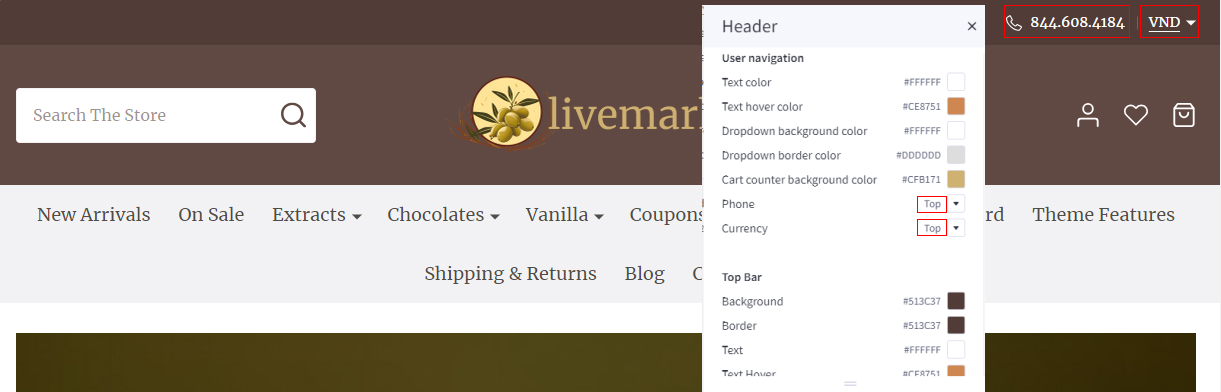 844.608.4184 VND
Search The Store
livemar
Header
User navigation
Text color #FFFFFF
Text hover color #CE8751
Dropdown background color #FFFFFF
Dropdown border color #DDDDDD
Cart counter background color #CFB171
Phone Top
Currency Top
Top Bar
Background #513C37
Border #513C37
Text #FFFFFF
Text Hover #CE8751
New Arrivals On Sale Extracts Chocolates Vanilla Coupons rd Theme Features
Shipping & Returns Blog C